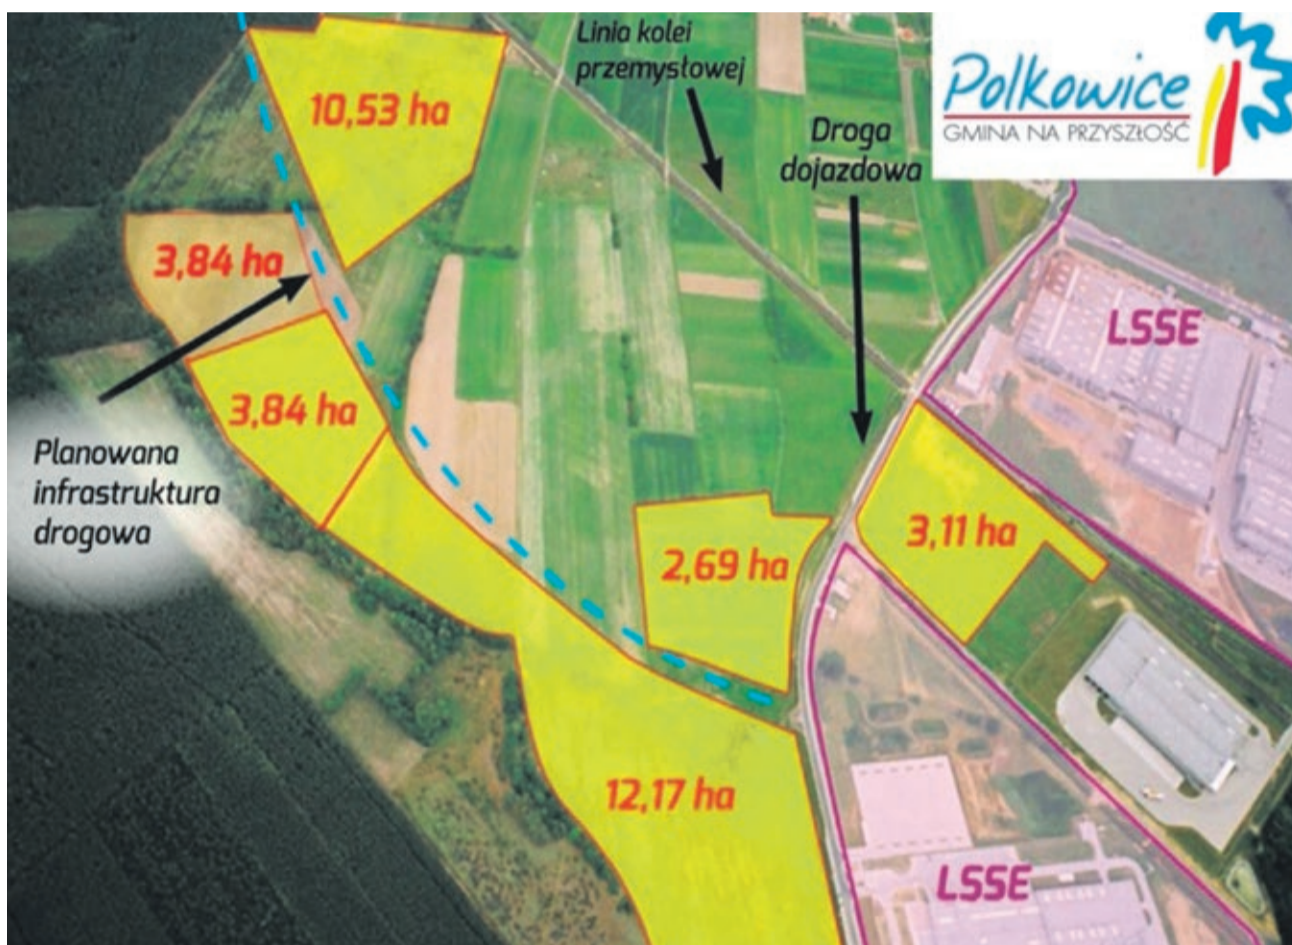 Linia kolei
przemysłowej
Polkowice
GMINA NA PRZYSZŁOŚĆ
10,53 ha
Droga
dojazdowa
3,84 ha
LSSE
3,84 ha
Planowana
infrastruktura
drogowa
3,11 ha
2,69 ha
12,17 ha
LSSE